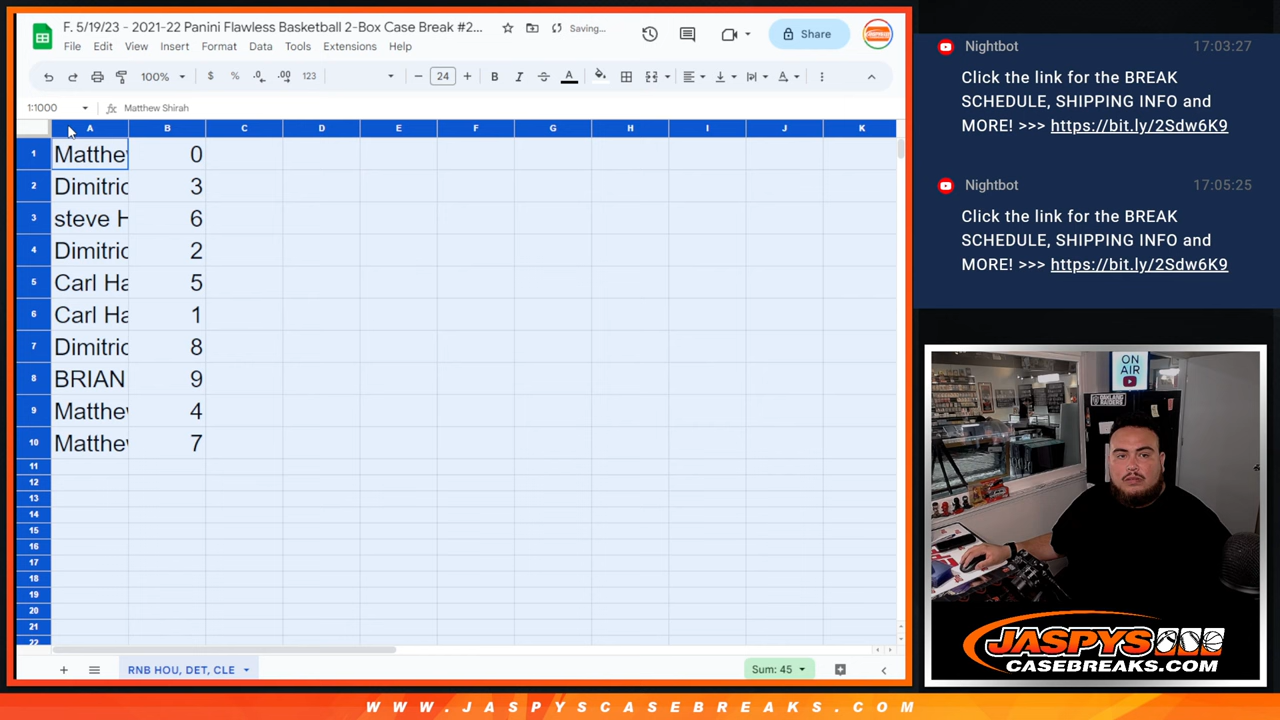 F. 5/19/23 - 2021-22 Panini Flawless Basketball 2-Box Case Break #2...
Saving...
Share
File Edit View Insert Format Data Tools Extensions Help
100% $ % .0 .00 123 24 B I A
1:1000 fx Matthew Shirah
A B C D E F G H I J K
1 Matthew 0
2 Dimitric 3
3 steve H 6
4 Dimitric 2
5 Carl Ha 5
6 Carl Ha 1
7 Dimitric 8
8 BRIAN 9
9 Matthew 4
10 Matthew 7
11
12
13
14
15
16
17
18
19
20
21
22
RNB HOU, DET, CLE
Sum: 45
Nightbot 17:03:27
Click the link for the BREAK
SCHEDULE, SHIPPING INFO and
MORE! >>> https://bit.ly/2Sdw6K9
Nightbot 17:05:25
Click the link for the BREAK
SCHEDULE, SHIPPING INFO and
MORE! >>> https://bit.ly/2Sdw6K9
ON
AIR
JASPYS
CASEBREAKS.COM
WWW.JASPYSCASEBREAKS.COM